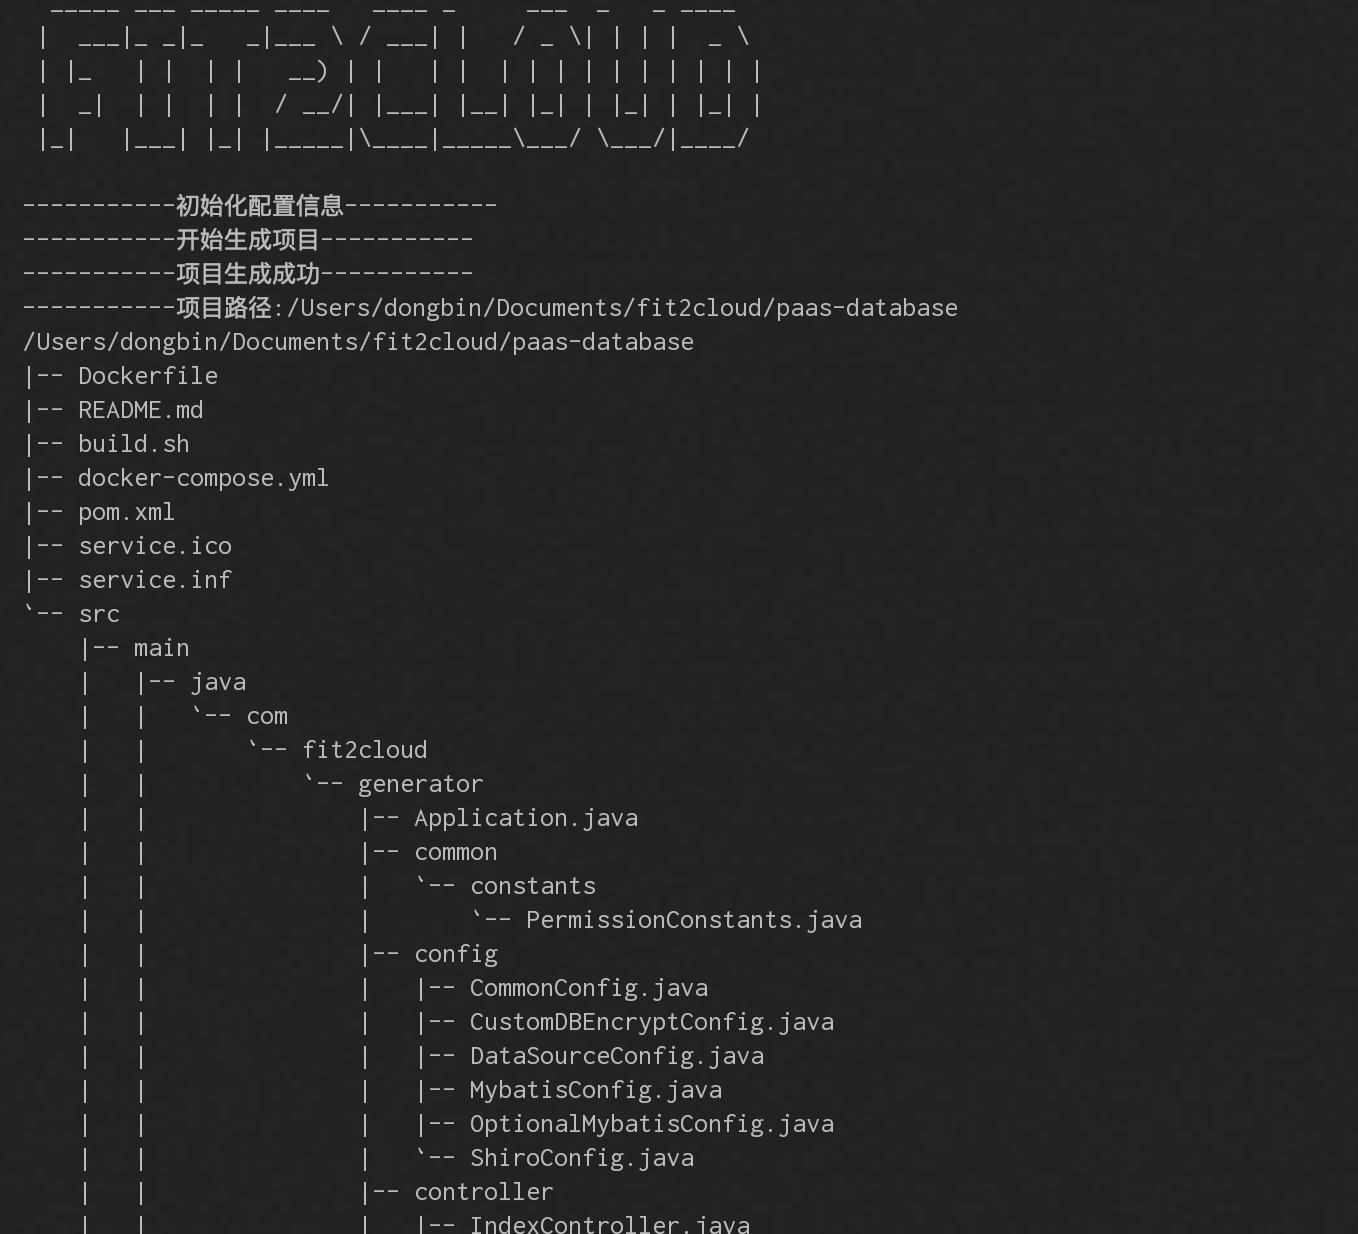 _____ ___ _____ ____   ____ _     ___  _   _ ____
 |  ___|_ _|_   _|___ \ / ___| |   / _ \| | | |  _ \
 | |_   | |  | |   __) | |   | |  | | | | | | | | | |
 |  _|  | |  | |  / __/| |___| |__| |_| | |_| | |_| |
 |_|   |___| |_| |_____|\____|_____\___/ \___/|____/
-----------初始化配置信息-----------
-----------开始生成项目-----------
-----------项目生成成功-----------
-----------项目路径:/Users/dongbin/Documents/fit2cloud/paas-database
/Users/dongbin/Documents/fit2cloud/paas-database
|-- Dockerfile
|-- README.md
|-- build.sh
|-- docker-compose.yml
|-- pom.xml
|-- service.ico
|-- service.inf
`-- src
    |-- main
    |   |-- java
    |   |   `-- com
    |   |       `-- fit2cloud
    |   |           `-- generator
    |   |               |-- Application.java
    |   |               |-- common
    |   |               |   `-- constants
    |   |               |       `-- PermissionConstants.java
    |   |               |-- config
    |   |               |   |-- CommonConfig.java
    |   |               |   |-- CustomDBEncryptConfig.java
    |   |               |   |-- DataSourceConfig.java
    |   |               |   |-- MybatisConfig.java
    |   |               |   |-- OptionalMybatisConfig.java
    |   |               |   `-- ShiroConfig.java
    |   |               |-- controller
    |   |               |   |-- IndexController.java